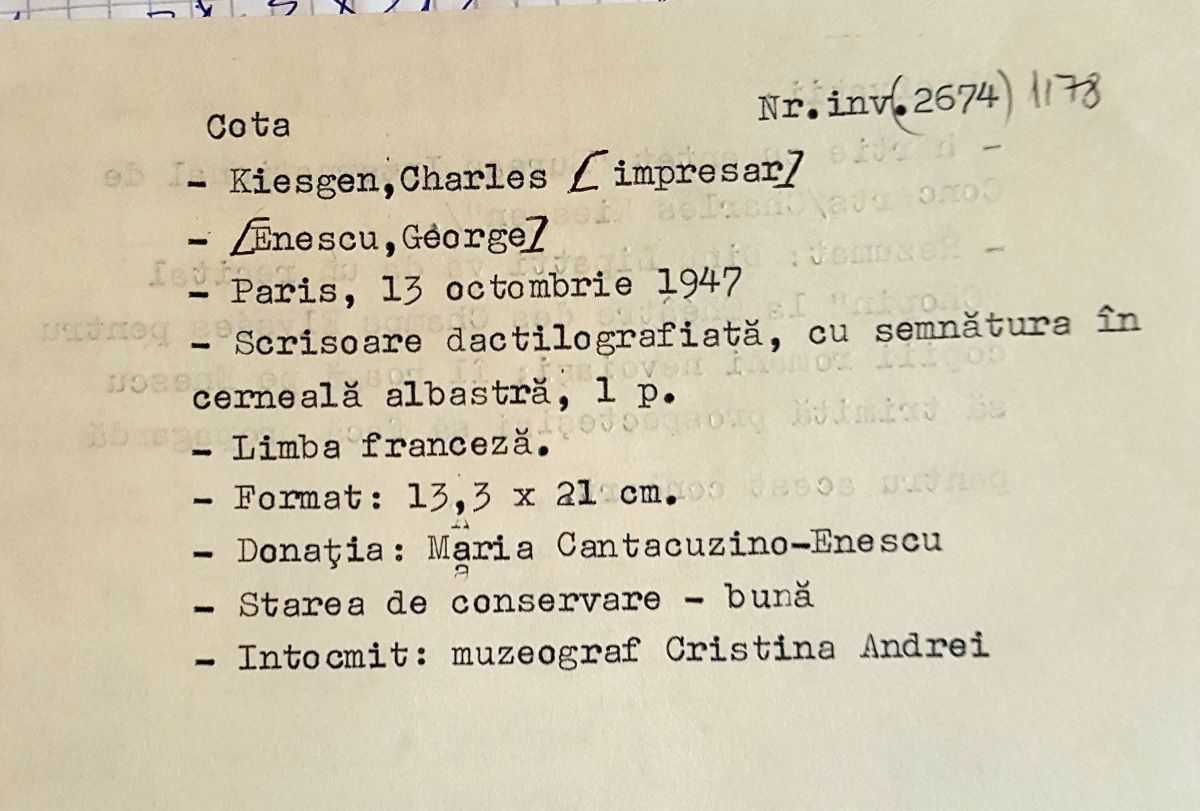 Nr.inv.(2674) 1178
Cota
- Kiesgen,Charles [impresar]
- [Enescu,George]
- Paris, 13 octombrie 1947
- Scrisoare dactilografiată, cu semnătura în
cerneală albastră, 1 p.
- Limba franceză.
- Format: 13,3 x 21 cm.
- Donaţia: Maria Cantacuzino-Enescu
- Starea de conservare - bună
- Intocmit: muzeograf Cristina Andrei